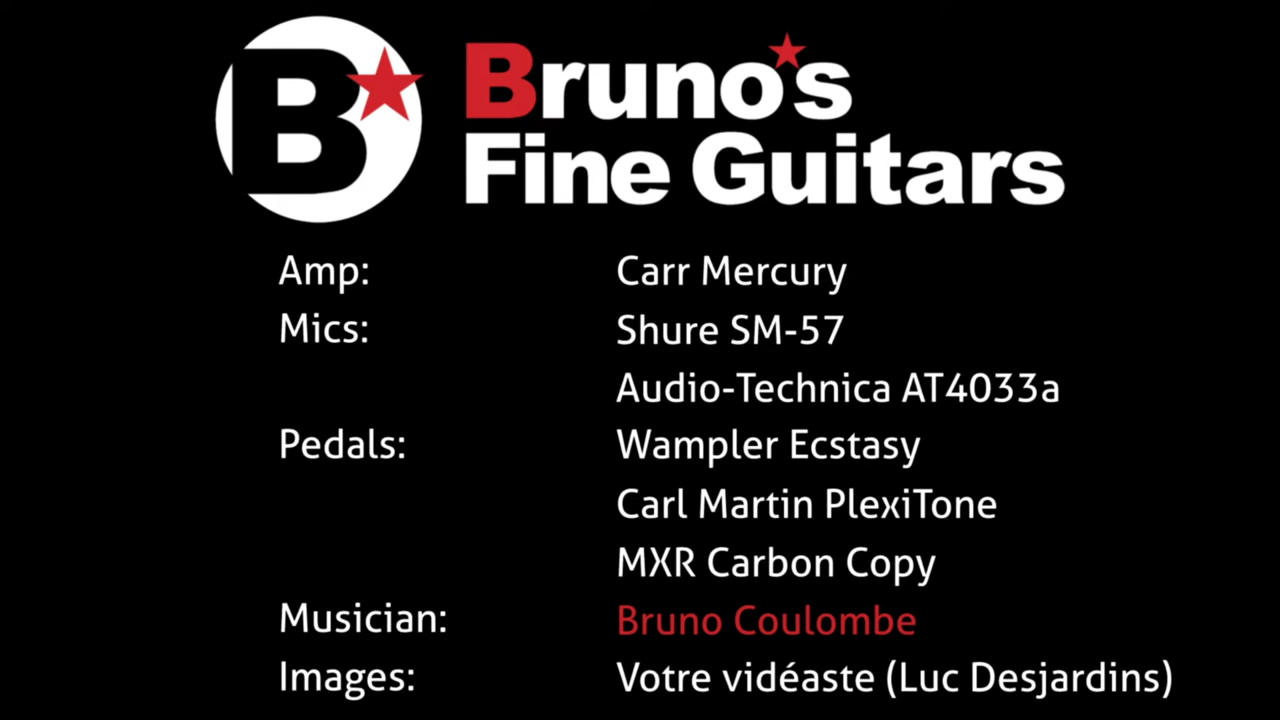 B
Bruno's
Fine Guitars
Amp: Carr Mercury
Mics: Shure SM-57
Audio-Technica AT4033a
Pedals: Wampler Ecstasy
Carl Martin PlexiTone
MXR Carbon Copy
Musician: Bruno Coulombe
Images: Votre vidéaste (Luc Desjardins)